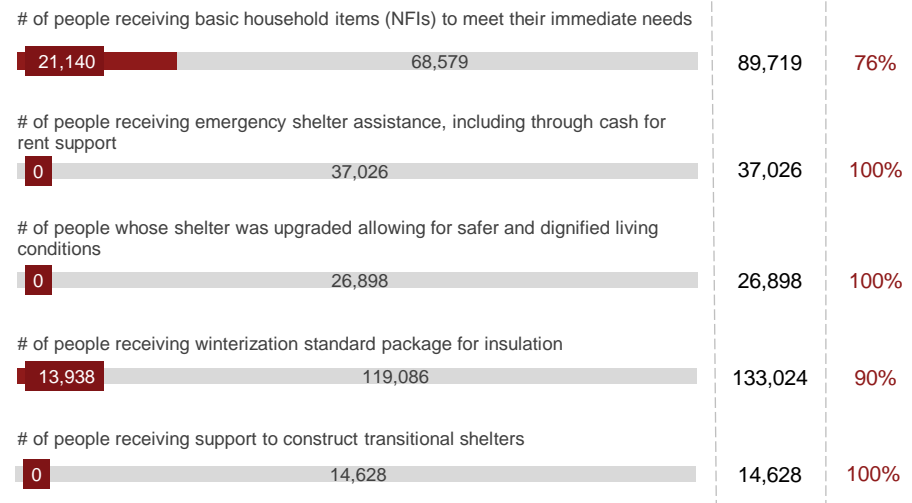 # of people receiving basic household items (NFIs) to meet their immediate needs
21,140 68,579 89,719 76%
# of people receiving emergency shelter assistance, including through cash for
rent support
0 37,026 37,026 100%
# of people whose shelter was upgraded allowing for safer and dignified living
conditions
0 26,898 26,898 100%
# of people receiving winterization standard package for insulation
13,938 119,086 133,024 90%
# of people receiving support to construct transitional shelters
0 14,628 14,628 100%